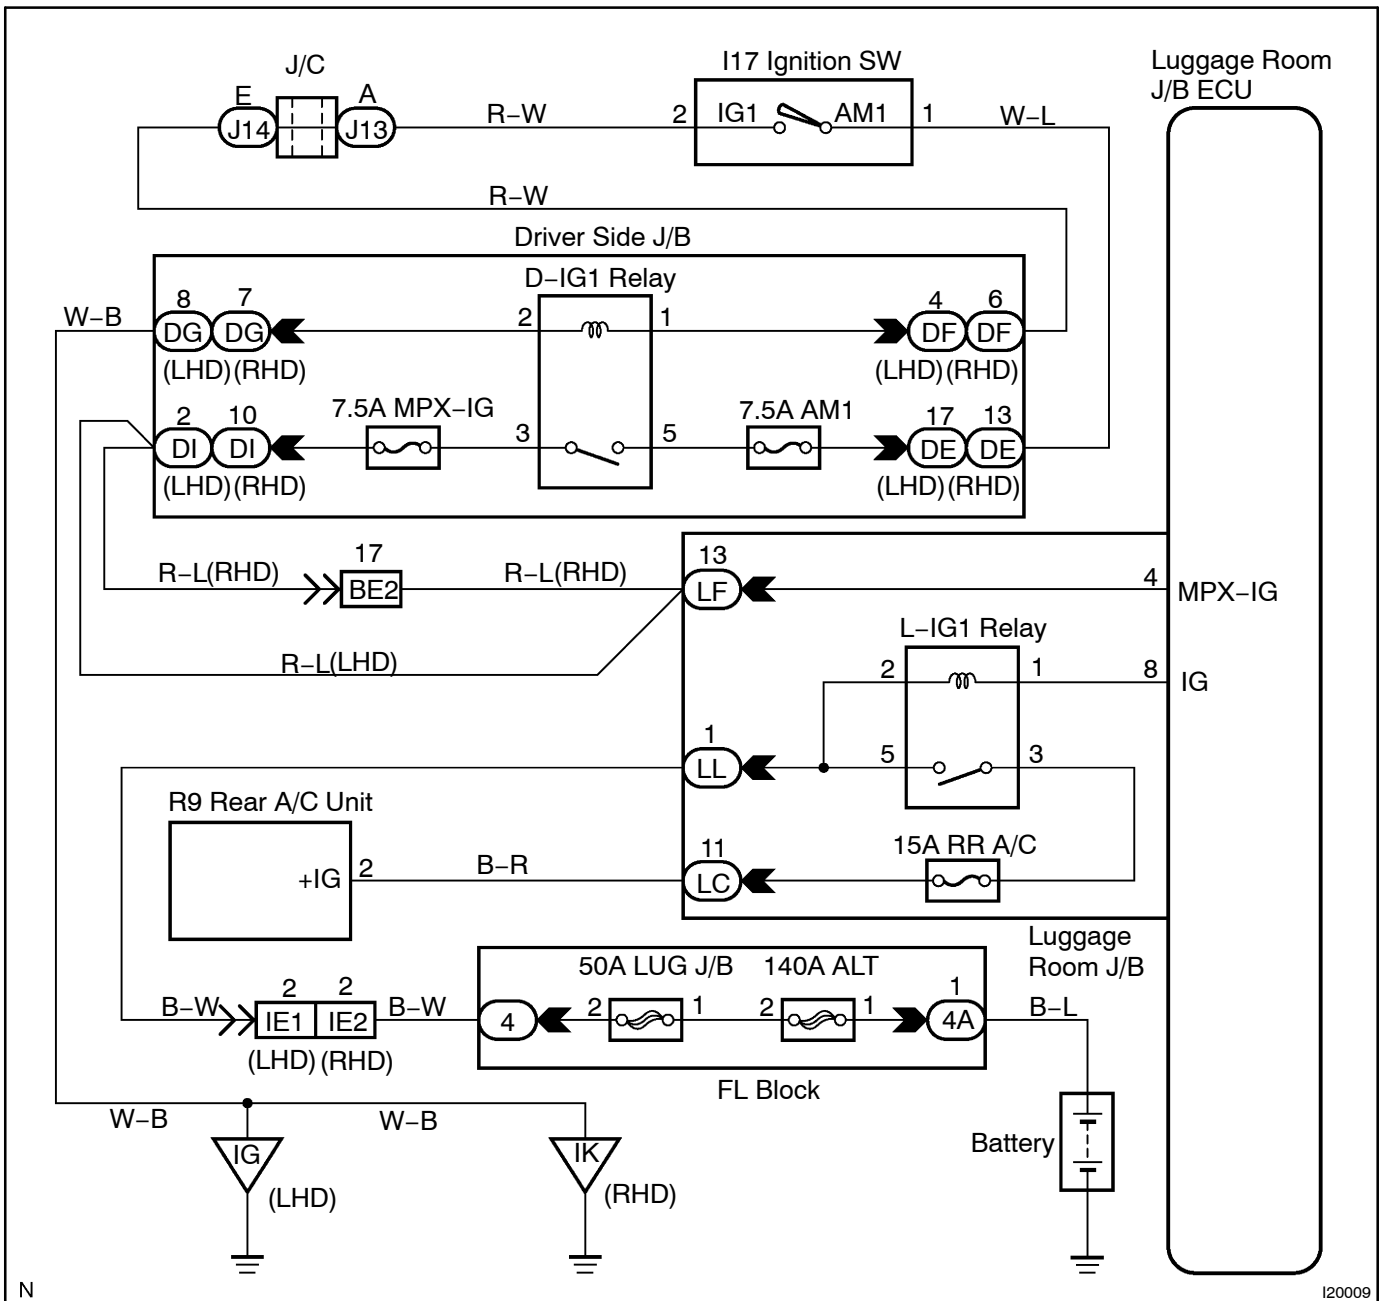 J/C
I17 Ignition SW
Luggage Room
J/B ECU
E
A
J14
J13
R−W
2
IG1
AM1
1
W−L
R−W
Driver Side J/B
D−IG1 Relay
W−B
8
7
2
1
4
6
DG
DG
DF
DF
(LHD)
(RHD)
(LHD)
(RHD)
2
10
7.5A MPX−IG
3
5
7.5A AM1
17
13
DI
DI
DE
DE
(LHD)
(RHD)
(LHD)
(RHD)
17
13
R−L(RHD)
BE2
R−L(RHD)
LF
4
MPX−IG
L−IG1 Relay
R−L(LHD)
2
1
8
IG
1
LL
5
3
R9 Rear A/C Unit
11
15A RR A/C
+IG
2
B−R
LC
Luggage
Room J/B
50A LUG J/B
140A ALT
2
2
1
B−W
IE1
IE2
B−W
4
2
1
2
1
4A
B−L
(LHD)
(RHD)
FL Block
W−B
W−B
IG
IK
Battery
(LHD)
(RHD)
N
I20009